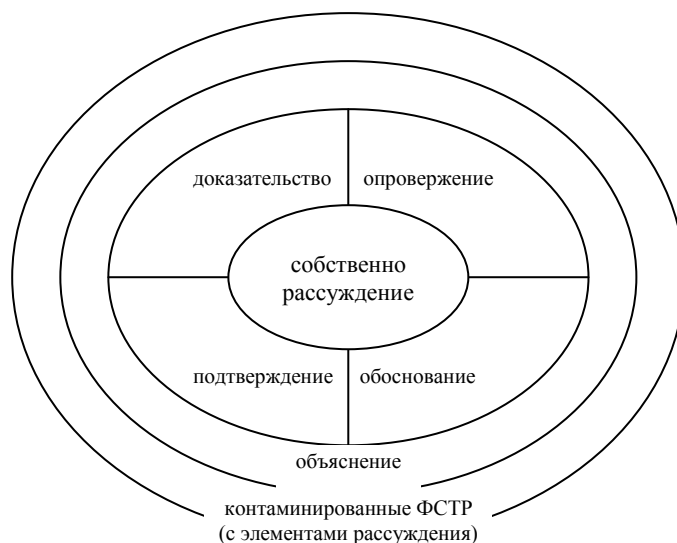 доказательство
опровержение
собственно
рассуждение
подтверждение
обоснование
объяснение
контаминированные ФСТР
(с элементами рассуждения)